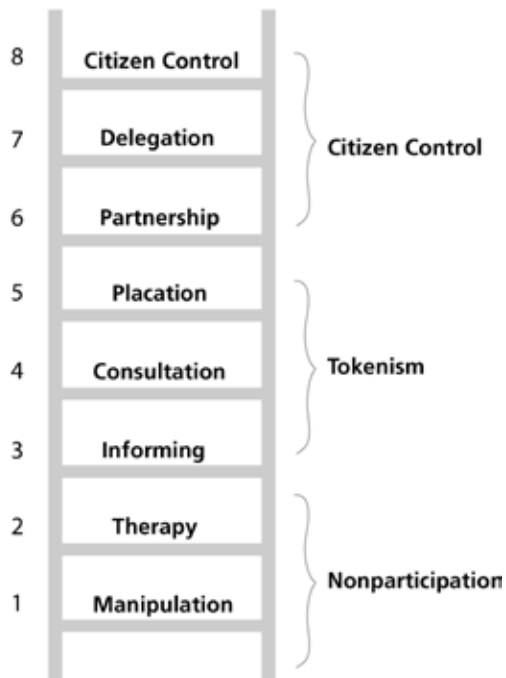 8 Citizen Control
7 Delegation
Citizen Control
6 Partnership
5 Placation
4 Consultation
Tokenism
3 Informing
2 Therapy
Nonparticipation
1 Manipulation